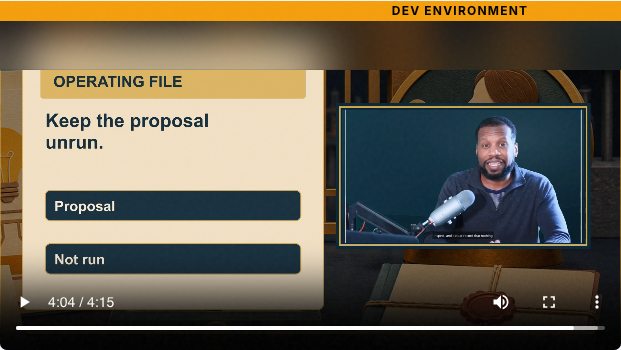 DEV ENVIRONMENT
OPERATING FILE
Keep the proposal
unrun.
Proposal
Not run
4:04 / 4:15